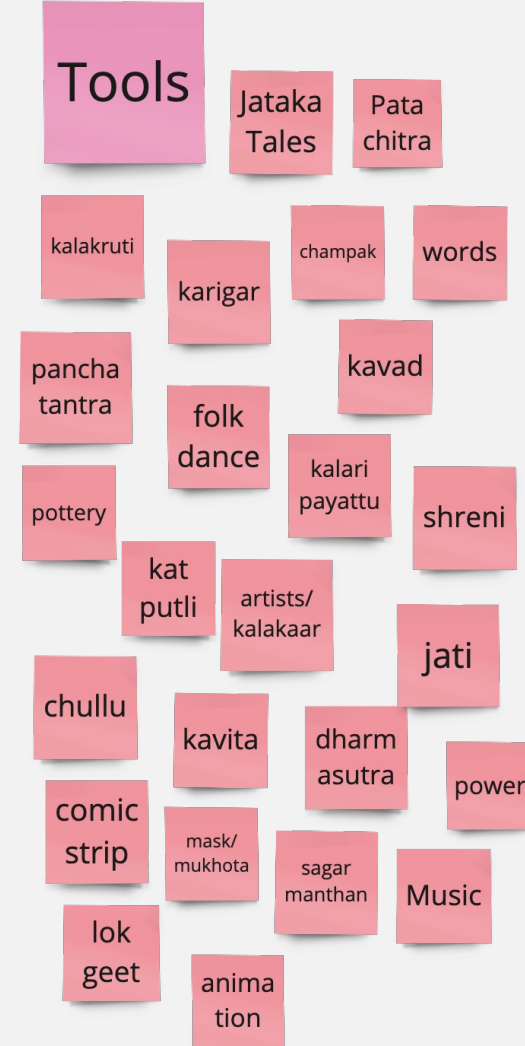 Tools
Jataka
Tales
Pata
chitra
kalakruti
karigar
champak
words
pancha
tantra
kavad
folk
dance
kalari
payattu
pottery
shreni
kat
putli
artists/
kalakaar
jati
chullu
kavita
dharm
asutra
power
comic
strip
mask/
mukhota
sagar
manthan
Music
lok
geet
anima
tion